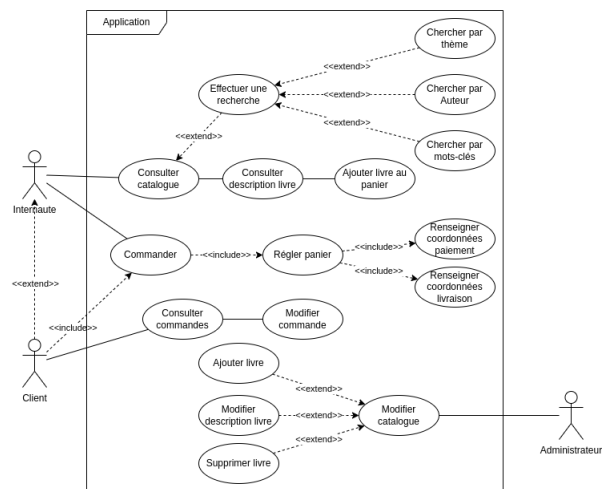 Application
Chercher par
thème
<<extend>>
Effectuer une
recherche
<<extend>>
Chercher par
Auteur
<<extend>>
<<extend>>
Chercher par
mots-clés
Consulter
catalogue
Consulter
description livre
Ajouter livre au
panier
Internaute
Commander
<<include>>
Régler panier
<<include>>
Renseigner
coordonnées
paiement
<<include>>
Renseigner
coordonnées
livraison
<<extend>>
<<include>>
Consulter
commandes
Modifier
commande
Client
Ajouter livre
<<extend>>
Modifier
description livre
<<extend>>
Modifier
catalogue
<<extend>>
Supprimer livre
Administrateur